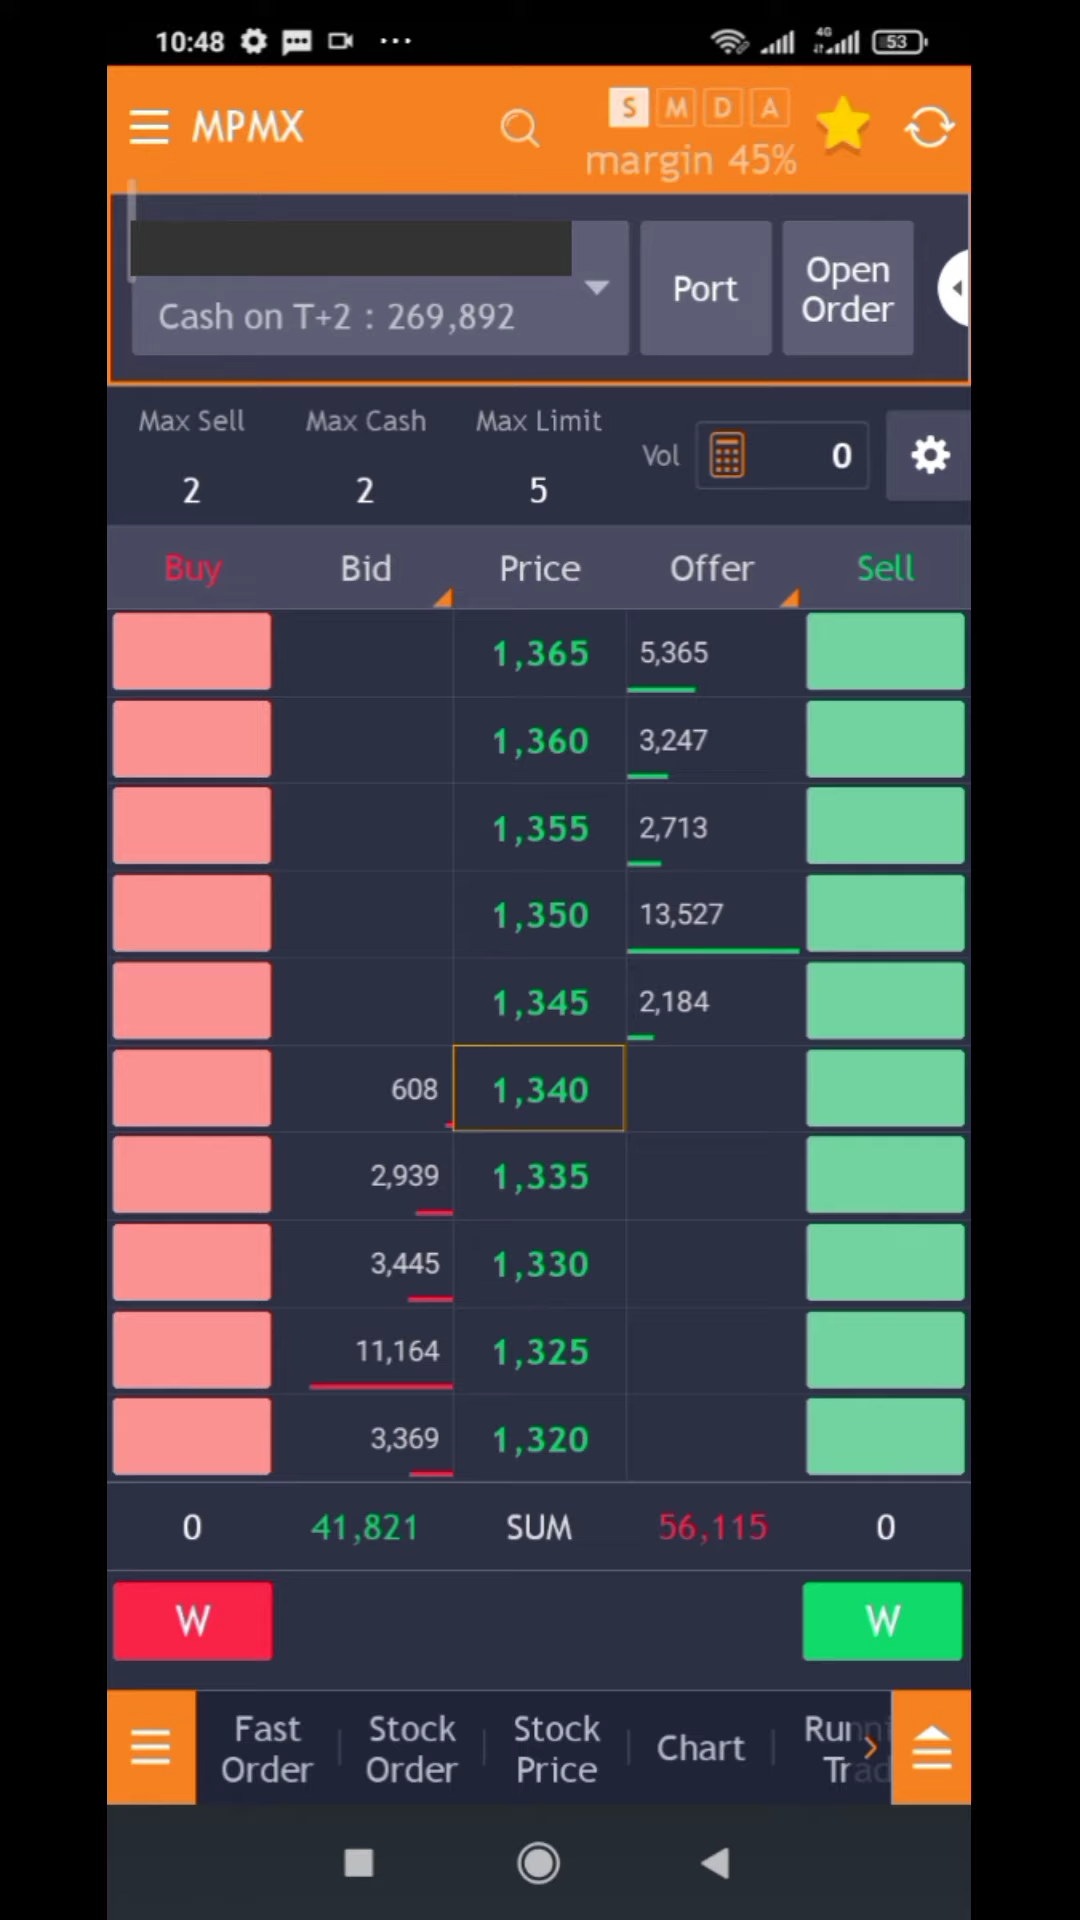 10:48
4G
53
MPMX
S M D A
margin 45%
Cash on T+2 : 269,892
Port
Open
Order
Max Sell Max Cash Max Limit
Vol 0
2 2 5
Buy Bid Price Offer Sell
1,365 5,365
1,360 3,247
1,355 2,713
1,350 13,527
1,345 2,184
608 1,340
2,939 1,335
3,445 1,330
11,164 1,325
3,369 1,320
0 41,821 SUM 56,115 0
W W
Fast
Order
Stock
Order
Stock
Price
Chart
Runn
Trad